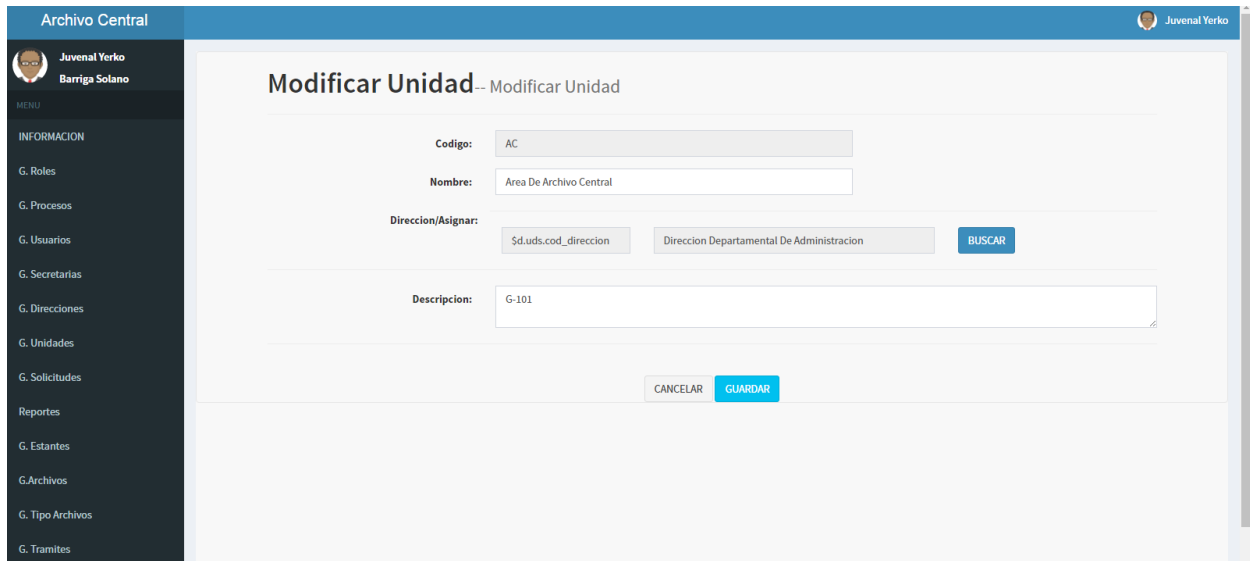 Archivo Central
Juvenal Yerko
Juvenal Yerko
Barriga Solano
MENU
INFORMACION
G. Roles
G. Procesos
G. Usuarios
G. Secretarias
G. Direcciones
G. Unidades
G. Solicitudes
Reportes
G. Estantes
G.Archivos
G. Tipo Archivos
G. Tramites
Modificar Unidad-- Modificar Unidad
Codigo: AC
Nombre: Area De Archivo Central
Direccion/Asignar:
$d.uds.cod_direccion Direccion Departamental De Administracion BUSCAR
Descripcion: G-101
CANCELAR GUARDAR